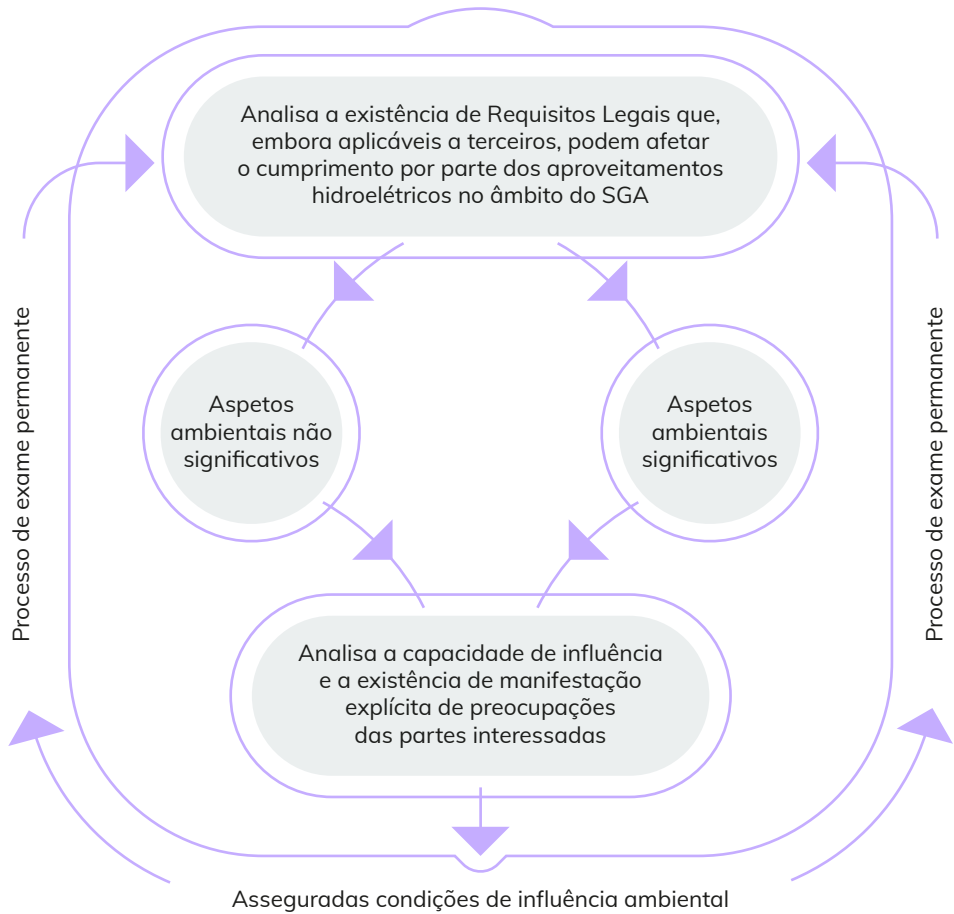 Analisa a existência de Requisitos Legais que,
embora aplicáveis a terceiros, podem afetar
o cumprimento por parte dos aproveitamentos
hidroelétricos no âmbito do SGA
Processo de exame permanente
Aspetos
ambientais não
significativos
Aspetos
ambientais
significativos
Processo de exame permanente
Analisa a capacidade de influência
e a existência de manifestação
explícita de preocupações
das partes interessadas
Asseguradas condições de influência ambiental